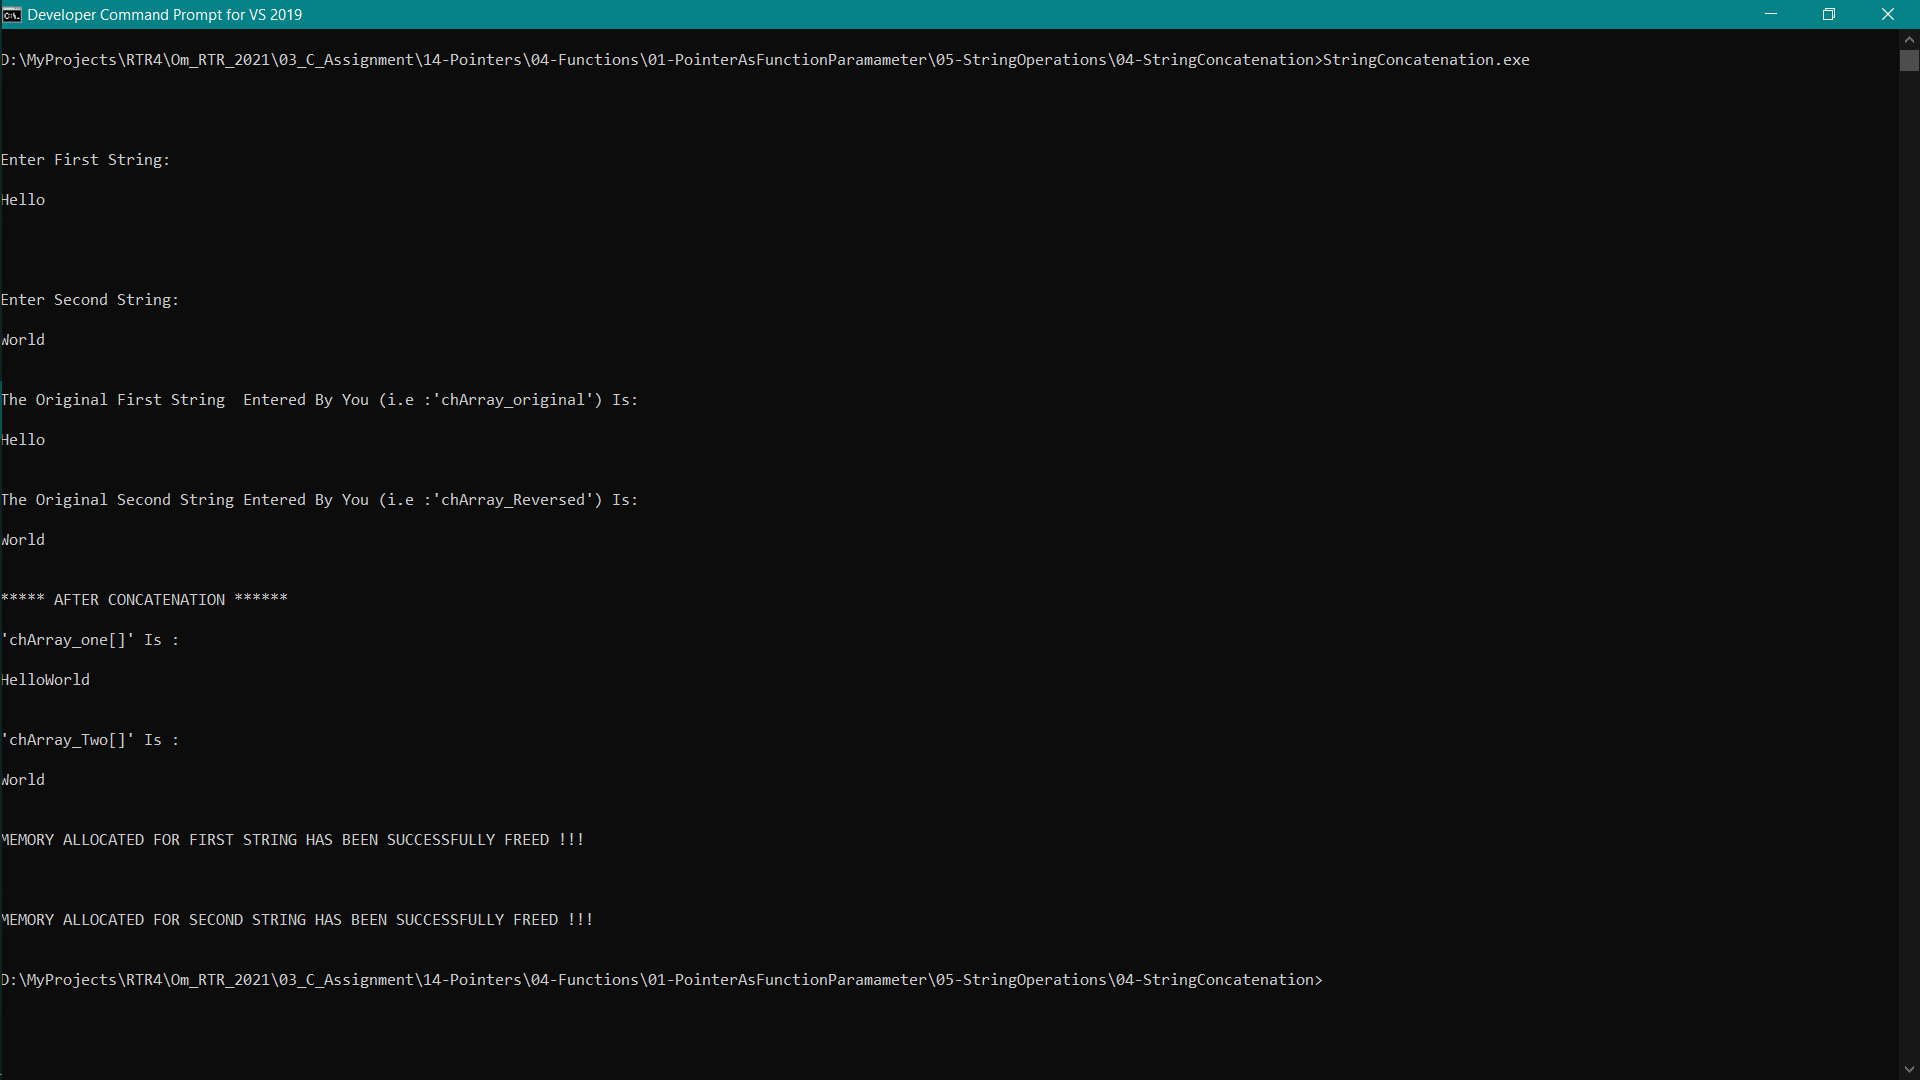 Developer Command Prompt for VS 2019
D:\MyProjects\RTR4\Om_RTR_2021\03_C_Assignment\14-Pointers\04-Functions\01-PointerAsFunctionParamameter\05-StringOperations\04-StringConcatenation>StringConcatenation.exe
Enter First String:
Hello
Enter Second String:
World
The Original First String  Entered By You (i.e :'chArray_original') Is:
Hello
The Original Second String Entered By You (i.e :'chArray_Reversed') Is:
World
***** AFTER CONCATENATION ******
'chArray_one[]' Is :
HelloWorld
'chArray_Two[]' Is :
World
MEMORY ALLOCATED FOR FIRST STRING HAS BEEN SUCCESSFULLY FREED !!!
MEMORY ALLOCATED FOR SECOND STRING HAS BEEN SUCCESSFULLY FREED !!!
D:\MyProjects\RTR4\Om_RTR_2021\03_C_Assignment\14-Pointers\04-Functions\01-PointerAsFunctionParamameter\05-StringOperations\04-StringConcatenation>